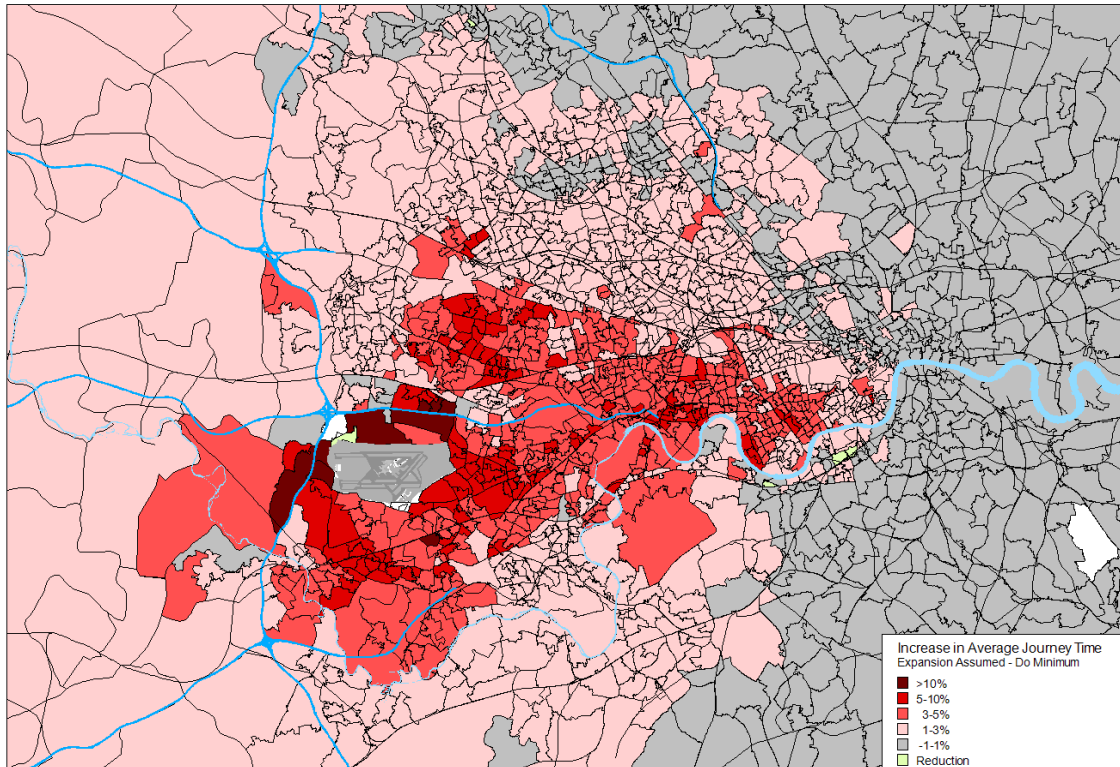 Increase in Average Journey Time
Expansion Assumed - Do Minimum
>10%
5-10%
3-5%
1-3%
-1-1%
Reduction